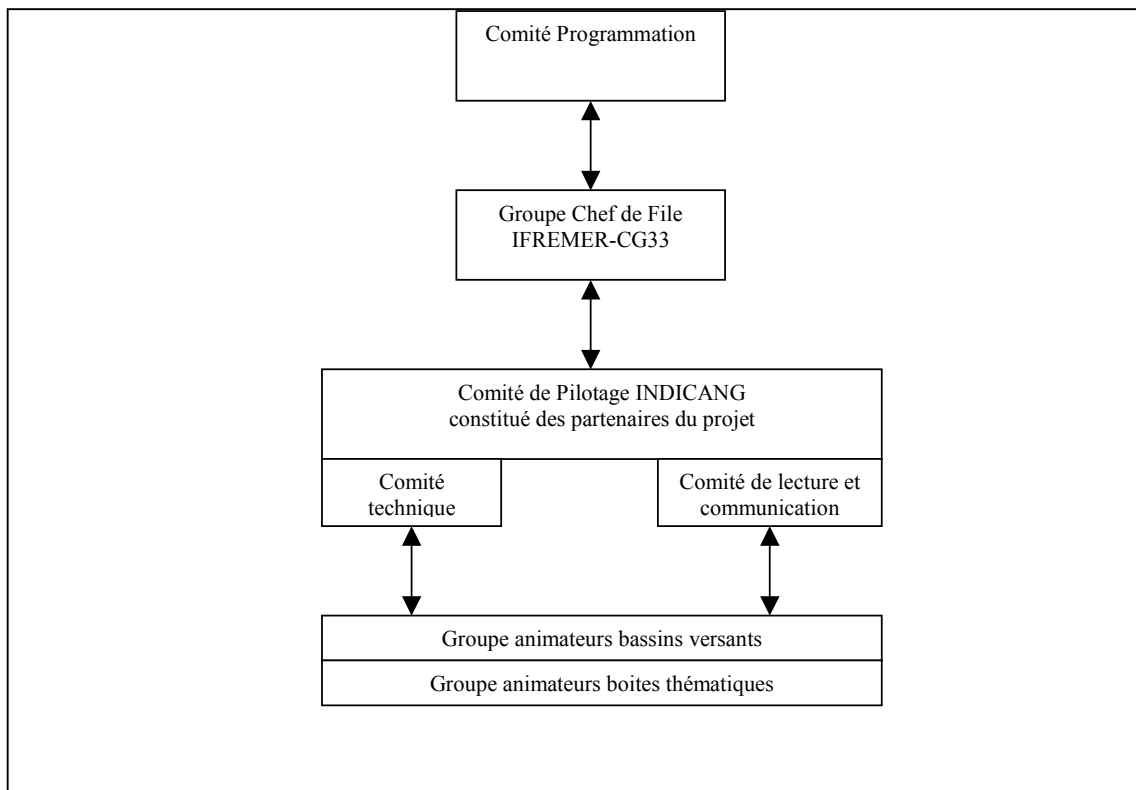 Comité Programmation
Groupe Chef de File
IFREMER-CG33
Comité de Pilotage INDICANG
constitué des partenaires du projet
Comité
technique
Comité de lecture et
communication
Groupe animateurs bassins versants
Groupe animateurs boites thématiques